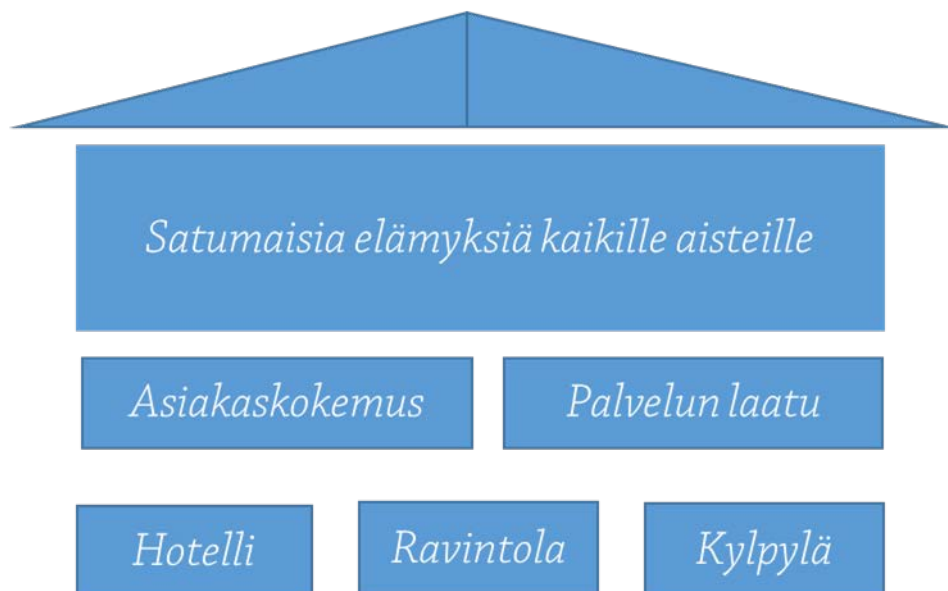 Satumaisia elämyksiä kaikille aisteille
Asiakaskokemus
Palvelun laatu
Hotelli
Ravintola
Kylpylä